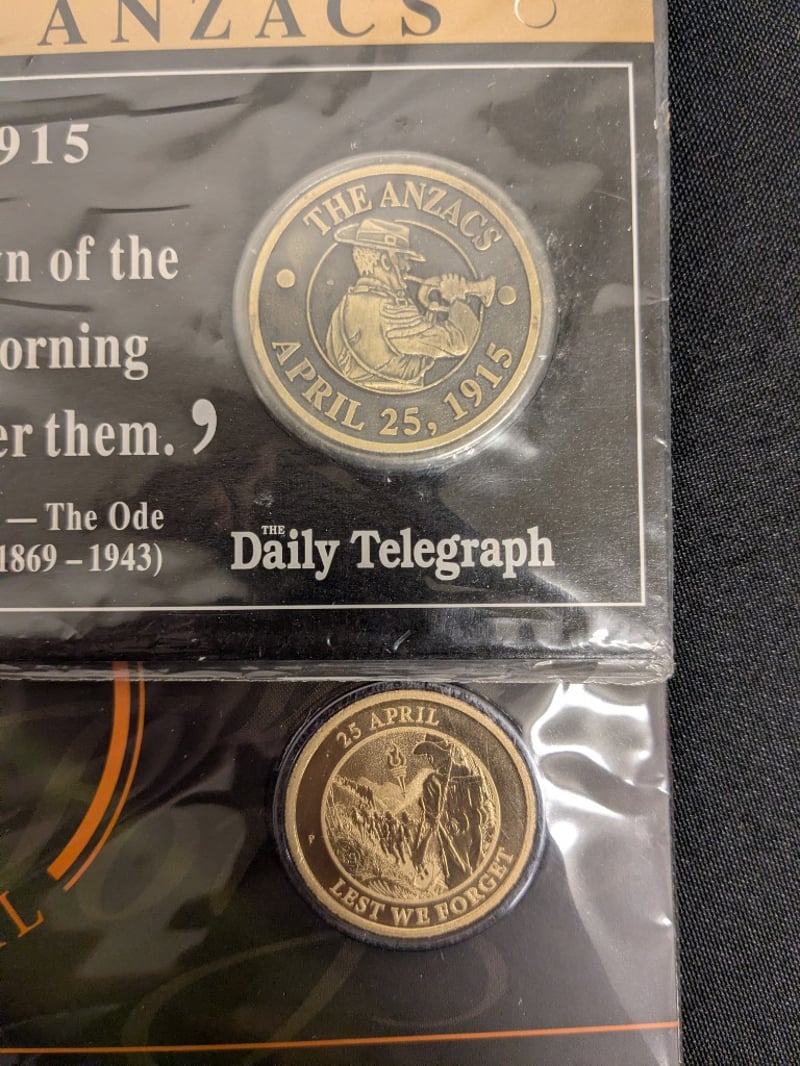 ANZACS
915
n of the
orning
er them.’
— The Ode
1869 – 1943)
THE ANZACS
APRIL 25, 1915
THE
Daily Telegraph
25 APRIL
P
LEST WE FORGET
IL